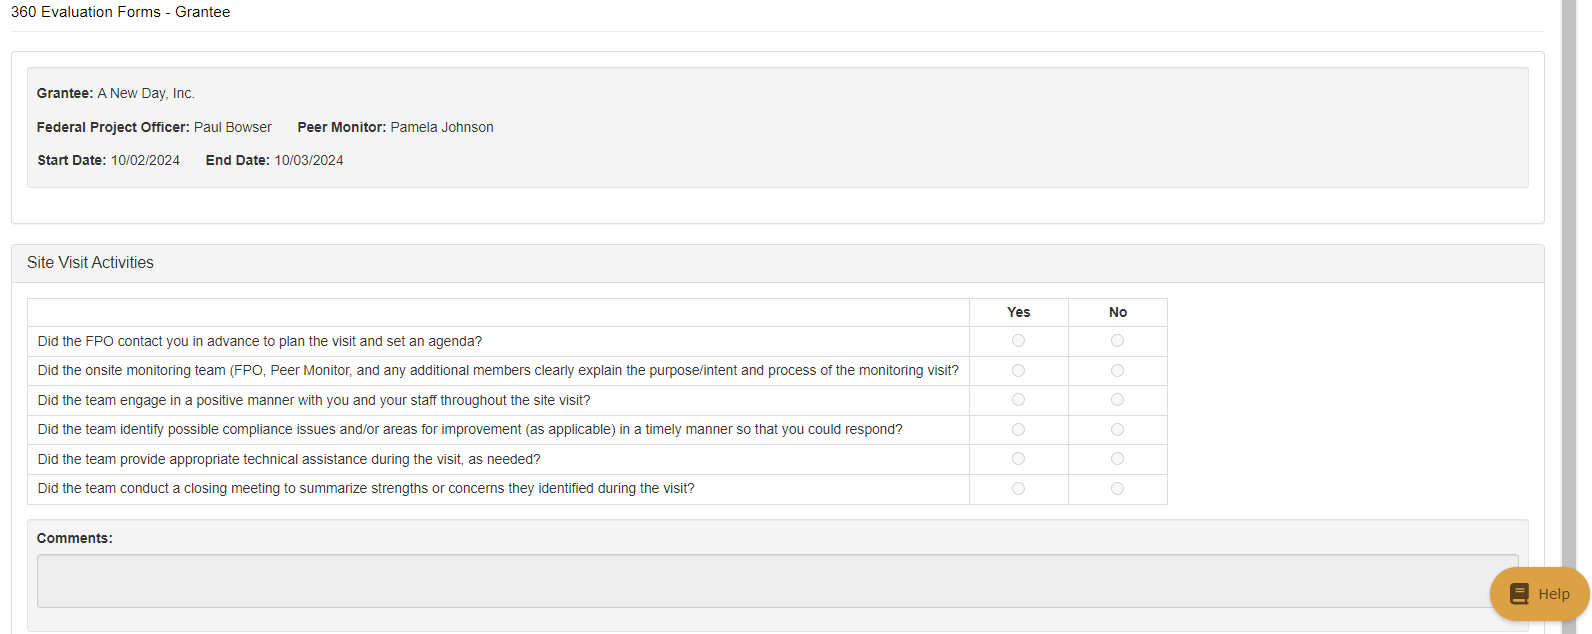 360 Evaluation Forms - Grantee
Grantee: A New Day, Inc.
Federal Project Officer: Paul Bowser Peer Monitor: Pamela Johnson
Start Date: 10/02/2024 End Date: 10/03/2024
Site Visit Activities
Yes No
Did the FPO contact you in advance to plan the visit and set an agenda?
Did the onsite monitoring team (FPO, Peer Monitor, and any additional members clearly explain the purpose/intent and process of the monitoring visit?
Did the team engage in a positive manner with you and your staff throughout the site visit?
Did the team identify possible compliance issues and/or areas for improvement (as applicable) in a timely manner so that you could respond?
Did the team provide appropriate technical assistance during the visit, as needed?
Did the team conduct a closing meeting to summarize strengths or concerns they identified during the visit?
Comments:
Help